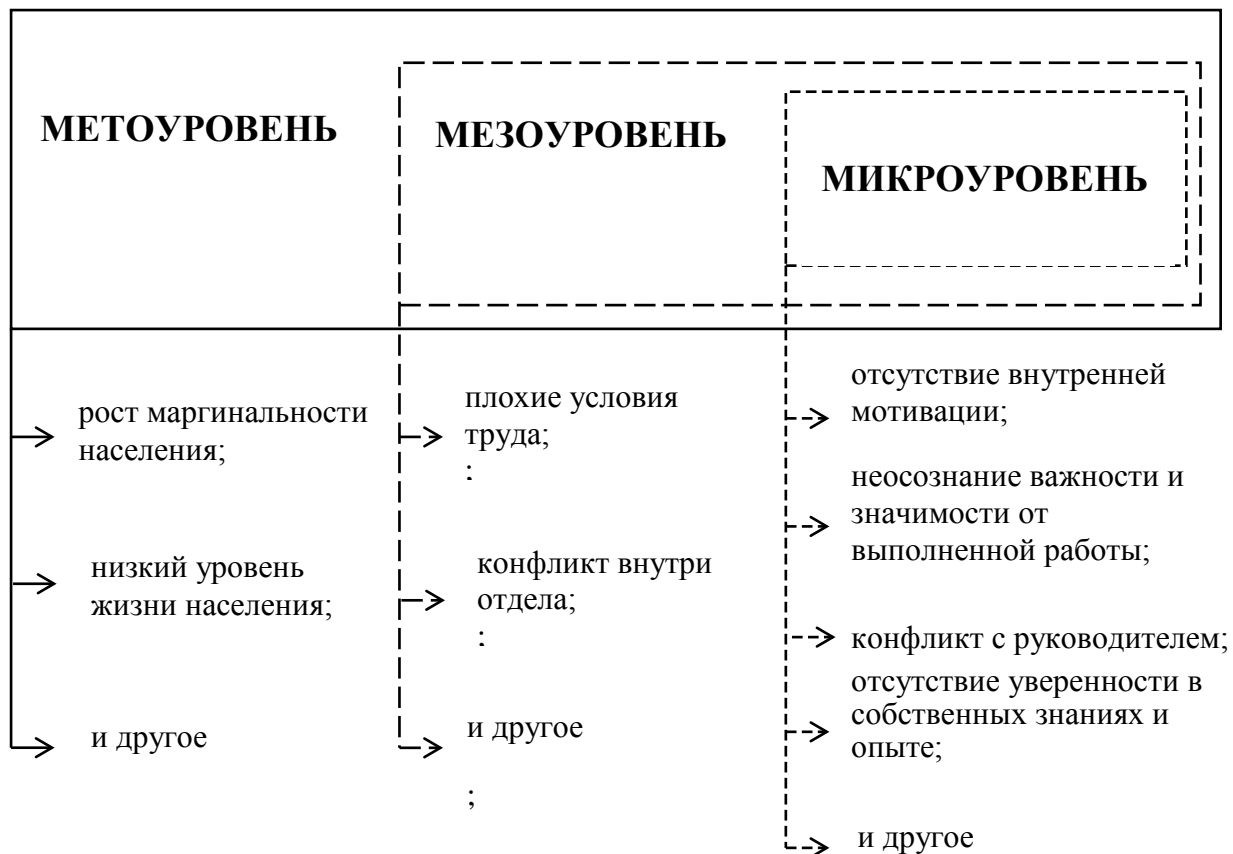 МЕТОУРОВЕНЬ
МЕЗОУРОВЕНЬ
МИКРОУРОВЕНЬ
рост маргинальности
населения;
низкий уровень
жизни населения;
и другое
плохие условия
труда;
:
конфликт внутри
отдела;
:
и другое
;
отсутствие внутренней
мотивации;
неосознание важности и
значимости от
выполненной работы;
конфликт с руководителем;
отсутствие уверенности в
собственных знаниях и
опыте;
и другое